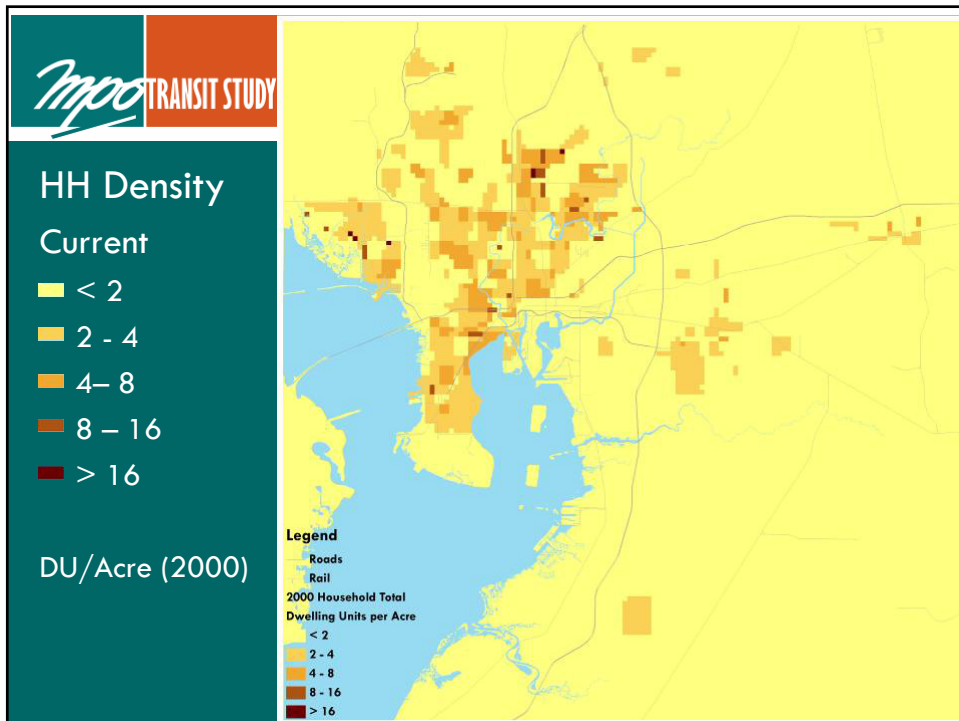 mpo TRANSIT STUDY
HH Density
Current
< 2
2 - 4
4– 8
8 – 16
> 16
DU/Acre (2000)
Legend
Roads
Rail
2000 Household Total
Dwelling Units per Acre
< 2
2 - 4
4 - 8
8 - 16
> 16